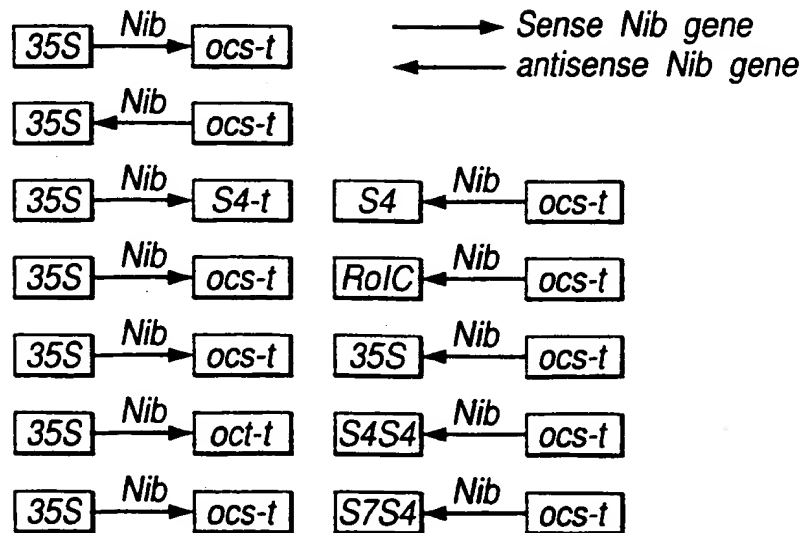 35S Nib ocs-t Sense Nib gene
antisense Nib gene
35S Nib ocs-t
35S Nib S4-t S4 Nib ocs-t
35S Nib ocs-t RolC Nib ocs-t
35S Nib ocs-t 35S Nib ocs-t
35S Nib oct-t S4S4 Nib ocs-t
35S Nib ocs-t S7S4 Nib ocs-t